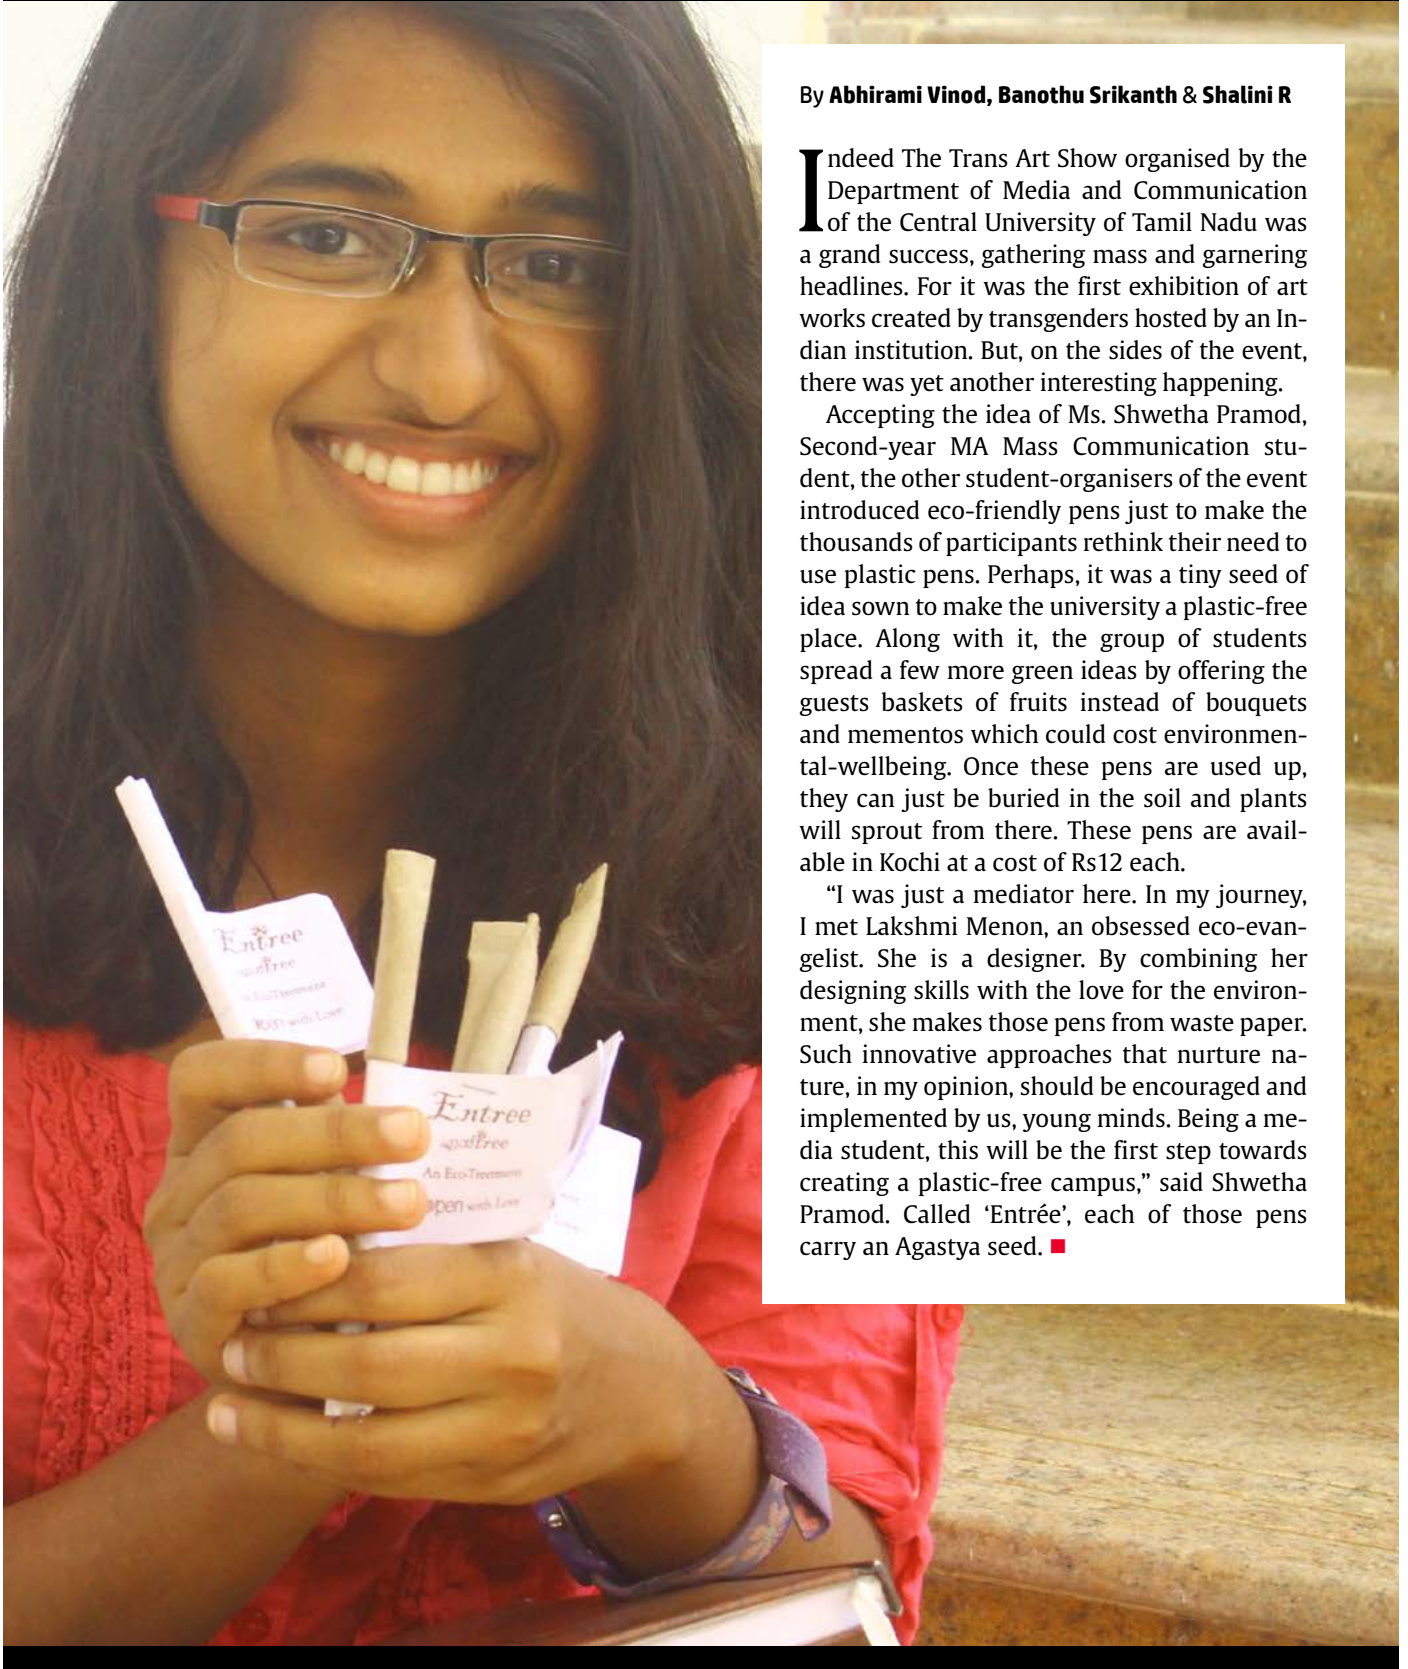 By Abhirami Vinod, Banothu Srikanth & Shalini R
Indeed The Trans Art Show organised by the
Department of Media and Communication
of the Central University of Tamil Nadu was
a grand success, gathering mass and garnering
headlines. For it was the first exhibition of art
works created by transgenders hosted by an In-
dian institution. But, on the sides of the event,
there was yet another interesting happening.
Accepting the idea of Ms. Shwetha Pramod,
Second-year MA Mass Communication stu-
dent, the other student-organisers of the event
introduced eco-friendly pens just to make the
thousands of participants rethink their need to
use plastic pens. Perhaps, it was a tiny seed of
idea sown to make the university a plastic-free
place. Along with it, the group of students
spread a few more green ideas by offering the
guests baskets of fruits instead of bouquets
and mementos which could cost environmen-
tal-wellbeing. Once these pens are used up,
they can just be buried in the soil and plants
will sprout from there. These pens are avail-
able in Kochi at a cost of Rs12 each.
“I was just a mediator here. In my journey,
I met Lakshmi Menon, an obsessed eco-evan-
gelist. She is a designer. By combining her
designing skills with the love for the environ-
ment, she makes those pens from waste paper.
Such innovative approaches that nurture na-
ture, in my opinion, should be encouraged and
implemented by us, young minds. Being a me-
dia student, this will be the first step towards
creating a plastic-free campus,” said Shwetha
Pramod. Called ‘Entrée’, each of those pens
carry an Agastya seed.
Entree
with Love
Entree
An Eco-Treetment
pen with Love